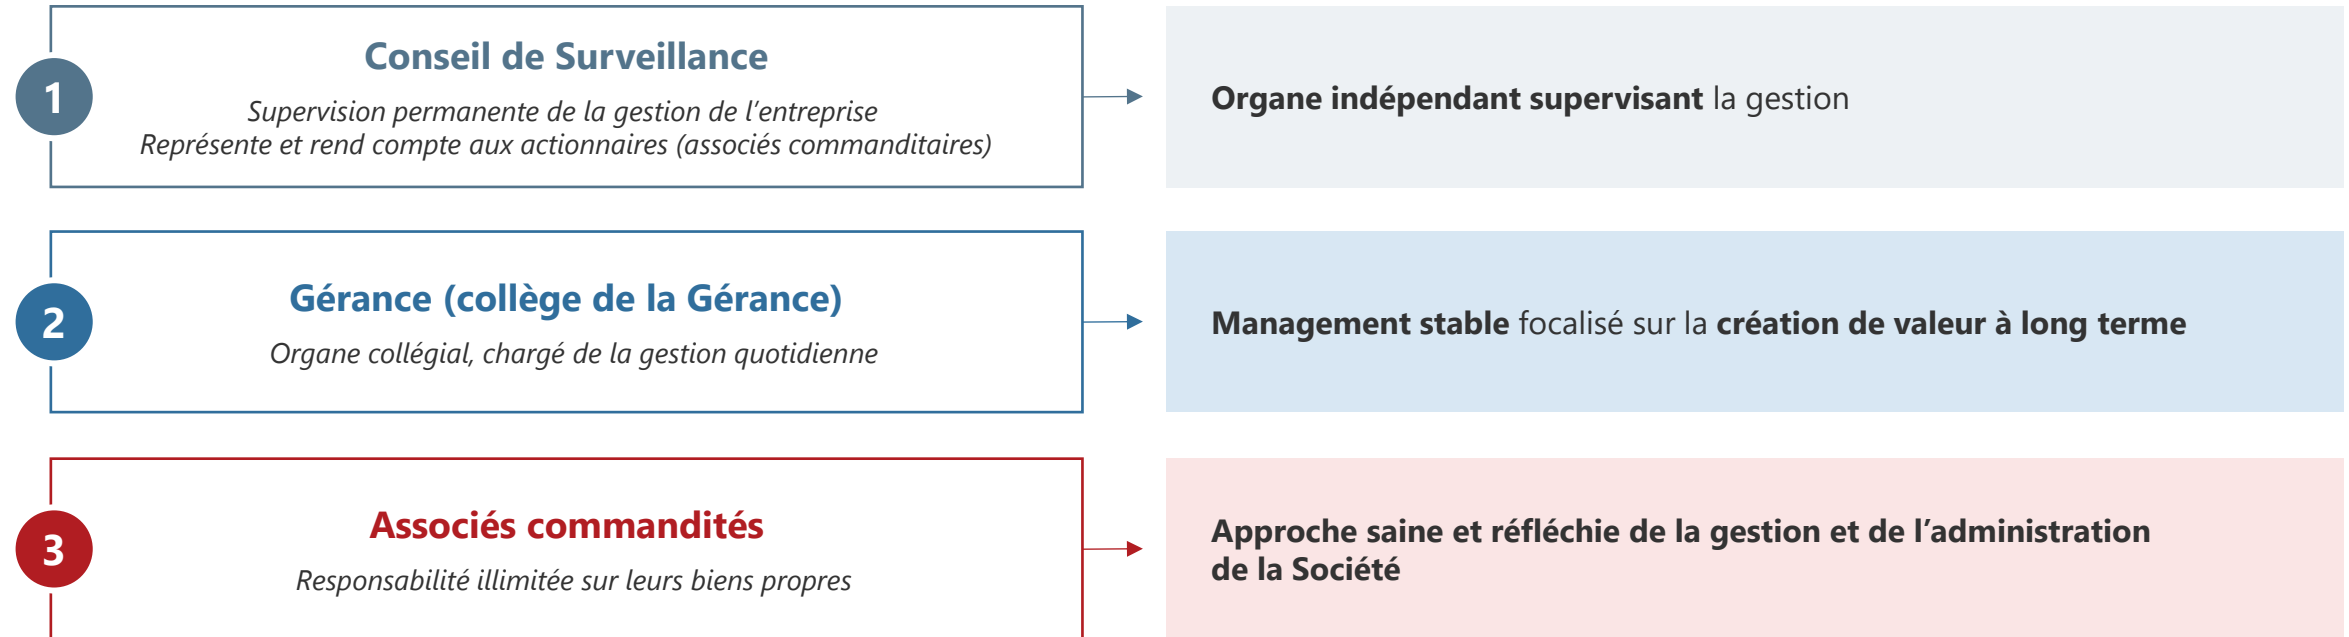 1
Conseil de Surveillance
Supervision permanente de la gestion de l'entreprise
Représente et rend compte aux actionnaires (associés commanditaires)
Organe indépendant supervisant la gestion
2
Gérance (collège de la Gérance)
Organe collégial, chargé de la gestion quotidienne
Management stable focalisé sur la création de valeur à long terme
3
Associés commandités
Responsabilité illimitée sur leurs biens propres
Approche saine et réfléchie de la gestion et de l'administration
de la Société